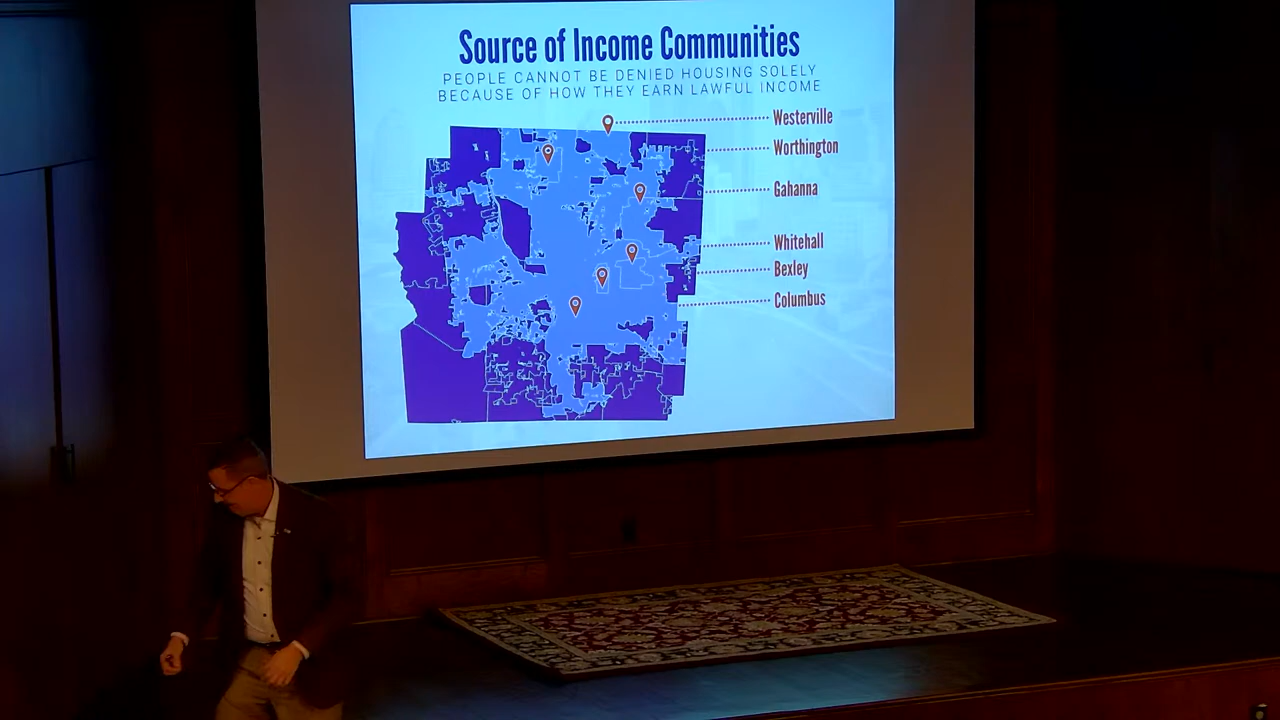 Source of Income Communities
PEOPLE CANNOT BE DENIED HOUSING SOLELY
BECAUSE OF HOW THEY EARN LAWFUL INCOME
Westerville
Worthington
Gahanna
Whitehall
Bexley
Columbus